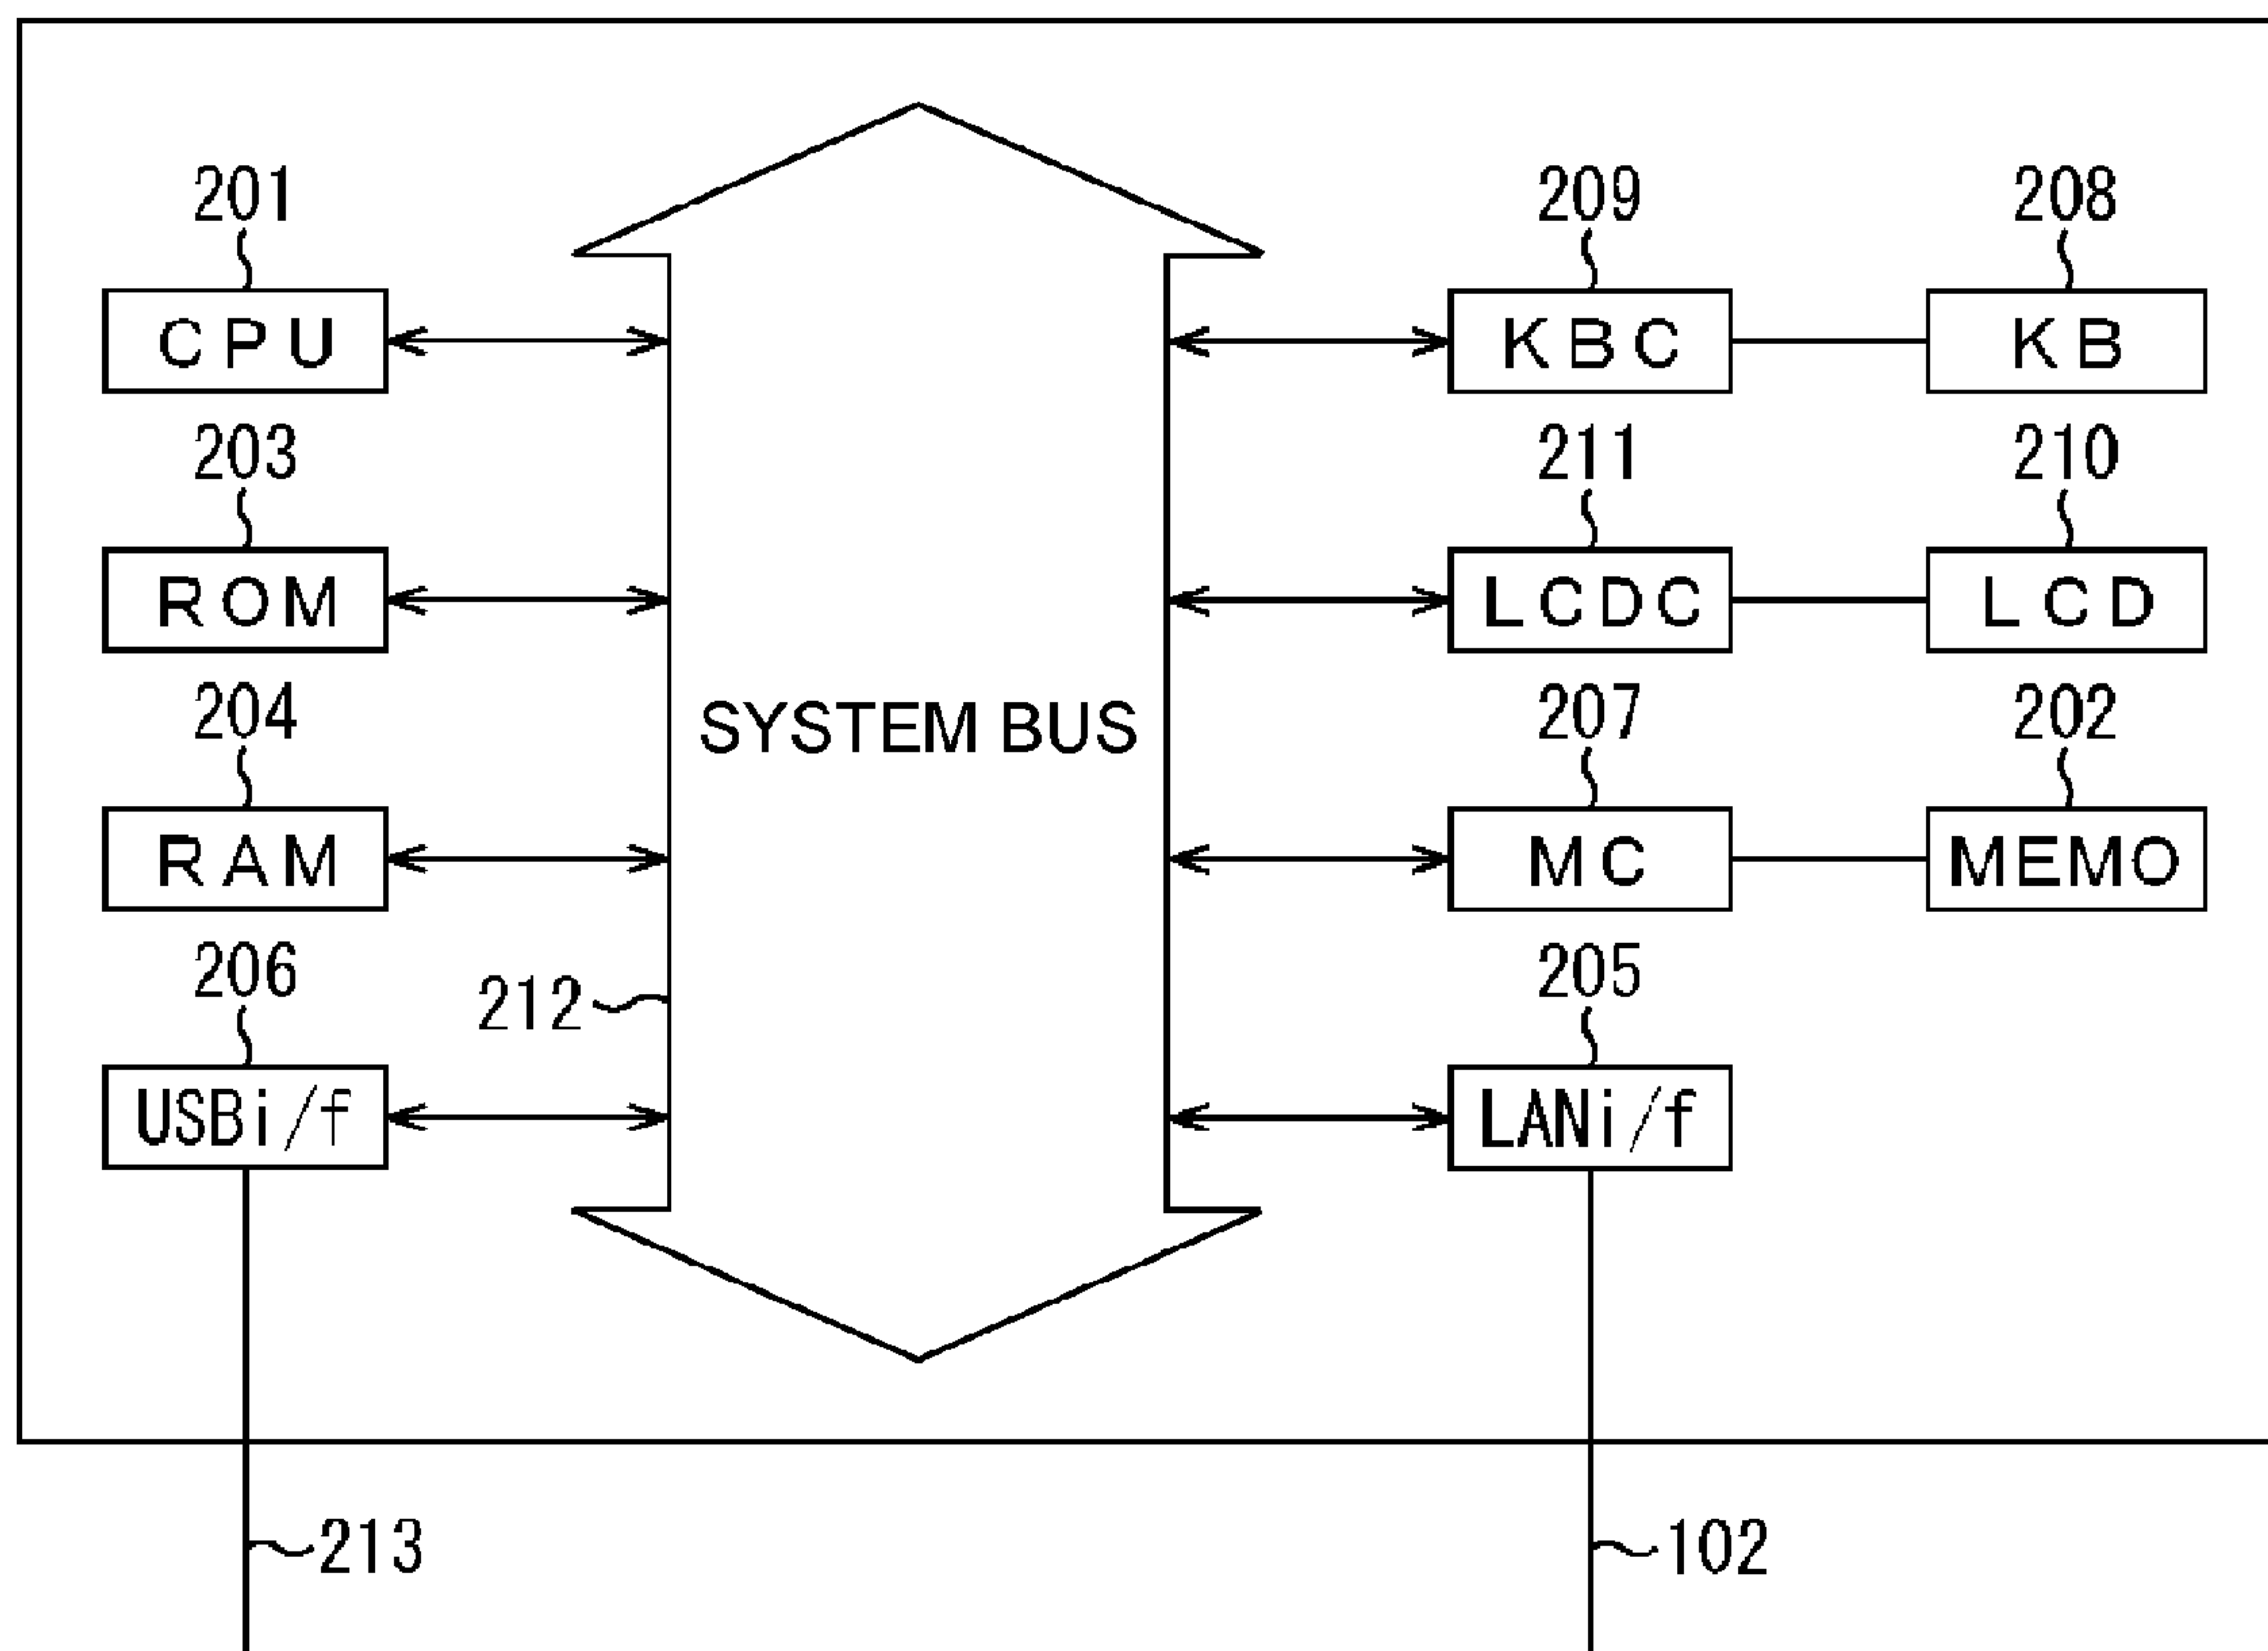 201
209
208
CPU
KBC
KB
203
211
210
ROM
LCDC
LCD
204
207
202
SYSTEM BUS
RAM
MC
MEMO
206
212
205
USBi/f
LANi/f
213
102